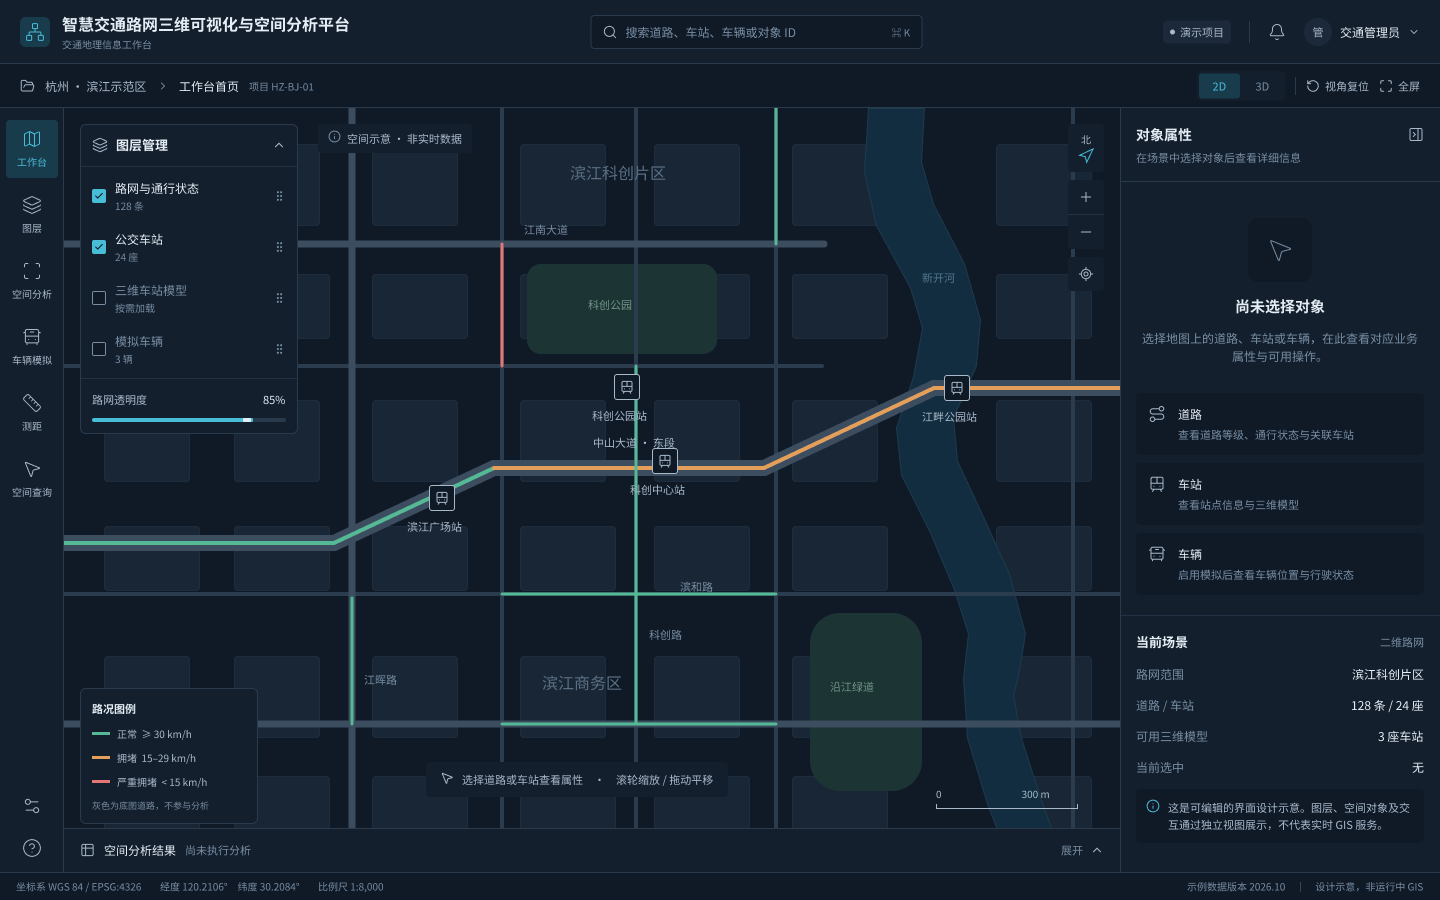 智慧交通路网三维可视化与空间分析平台
交通地理信息工作台
搜索道路、车站、车辆或对象 ID
⌘ K
演示项目
管
交通管理员
杭州 · 滨江示范区
工作台首页
项目 HZ-BJ-01
2D
3D
视角复位
全屏
工作台
图层
空间分析
车辆模拟
测距
空间查询
图层管理
路网与通行状态
128 条
公交车站
24 座
三维车站模型
按需加载
模拟车辆
3 辆
路网透明度
85%
空间示意 · 非实时数据
滨江科创片区
江南大道
科创公园
新开河
北
科创公园站
中山大道 · 东段
科创中心站
江畔公园站
滨江广场站
滨和路
科创路
江晖路
滨江商务区
沿江绿道
路况图例
正常 ≥ 30 km/h
拥堵 15–29 km/h
严重拥堵 < 15 km/h
灰色为底图道路，不参与分析
选择道路或车站查看属性 · 滚轮缩放 / 拖动平移
0
300 m
空间分析结果
尚未执行分析
展开
对象属性
在场景中选择对象后查看详细信息
尚未选择对象
选择地图上的道路、车站或车辆，在此查看对应业务
属性与可用操作。
道路
查看道路等级、通行状态与关联车站
车站
查看站点信息与三维模型
车辆
启用模拟后查看车辆位置与行驶状态
当前场景
二维路网
路网范围
滨江科创片区
道路 / 车站
128 条 / 24 座
可用三维模型
3 座车站
当前选中
无
这是可编辑的界面设计示意。图层、空间对象及交
互通过独立视图展示，不代表实时 GIS 服务。
坐标系 WGS 84 / EPSG:4326
经度 120.2106° 纬度 30.2084°
比例尺 1:8,000
示例数据版本 2026.10
设计示意，非运行中 GIS